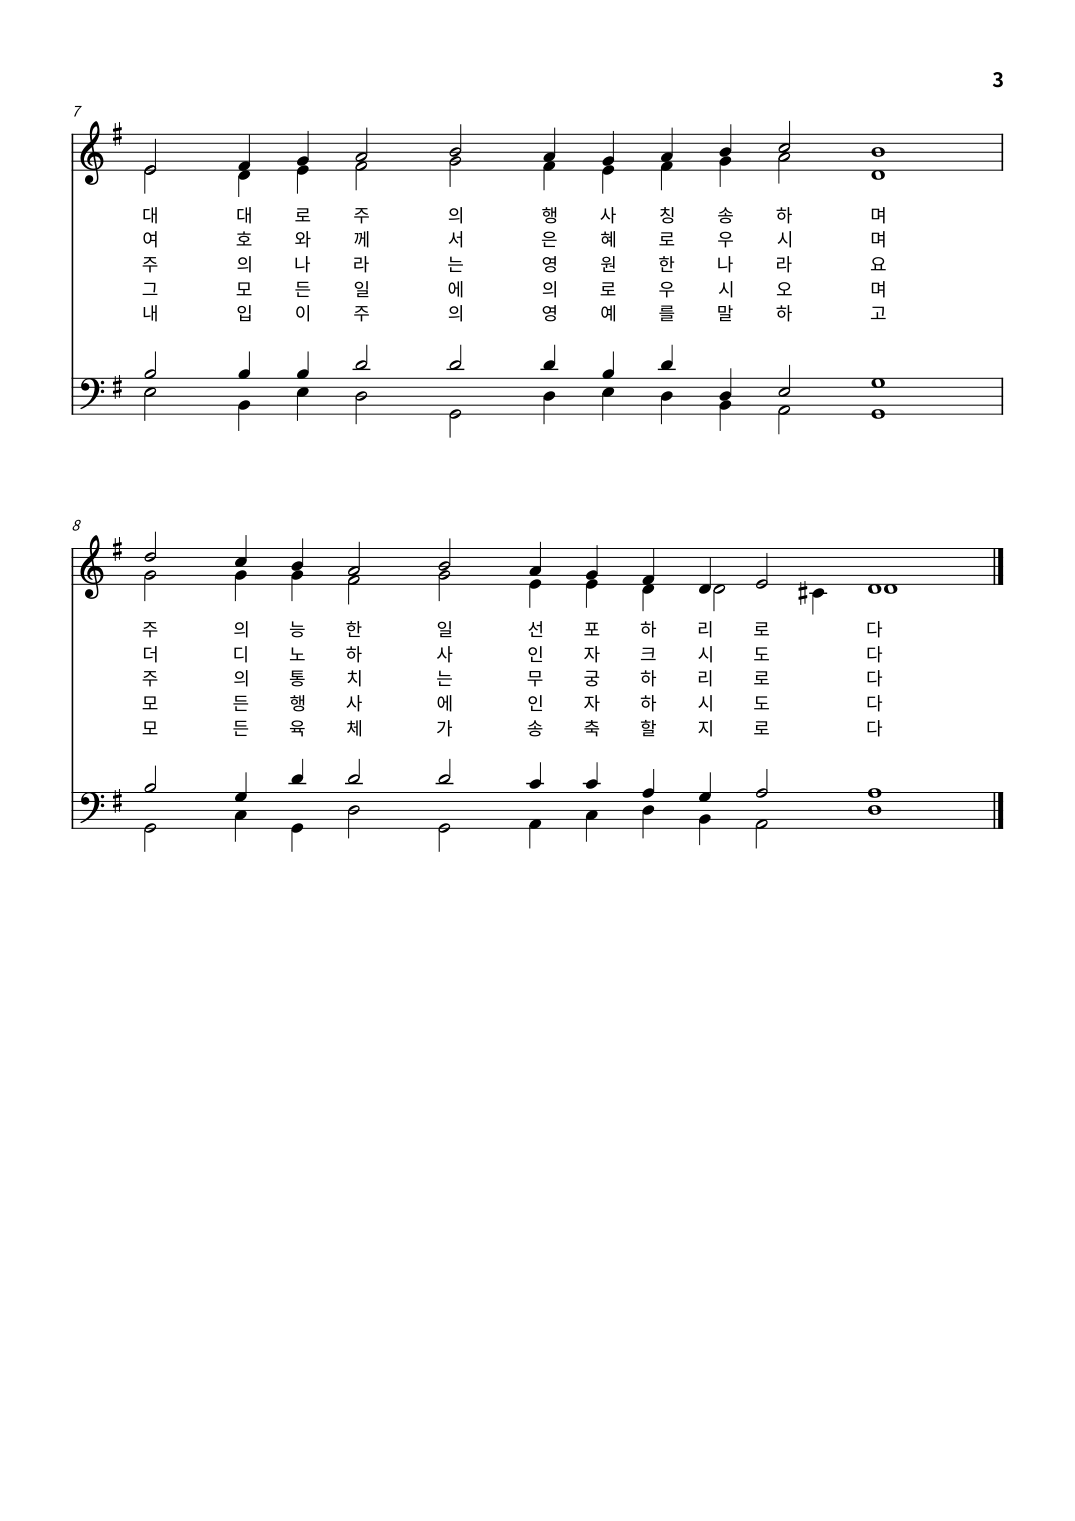 3
7
대 대 로 주 의 행 사 칭 송 하 며
여 호 와 께 서 은 혜 로 우 시 며
주 의 나 라 는 영 원 한 나 라 요
그 모 든 일 에 의 로 우 시 오 며
내 입 이 주 의 영 예 를 말 하 고
8
주 의 능 한 일 선 포 하 리 로 다
더 디 노 하 사 인 자 크 시 도 다
주 의 통 치 는 무 궁 하 리 로 다
모 든 행 사 에 인 자 하 시 도 다
모 든 육 체 가 송 축 할 지 로 다